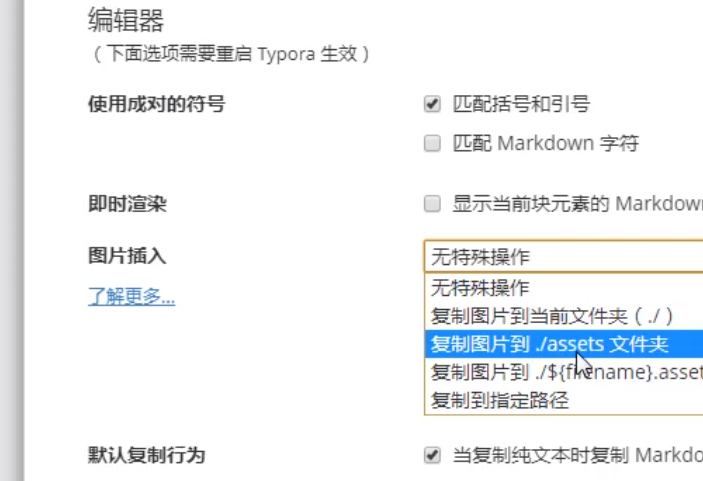 编辑器
（下面选项需要重启 Typora 生效）
使用成对的符号
匹配括号和引号
匹配 Markdown 字符
即时渲染
显示当前块元素的 Markdow
图片插入
无特殊操作
了解更多...
无特殊操作
复制图片到当前文件夹（ ./ ）
复制图片到 ./assets 文件夹
复制图片到 ./${filename}.asset
复制到指定路径
默认复制行为
当复制纯文本时复制 Markdo